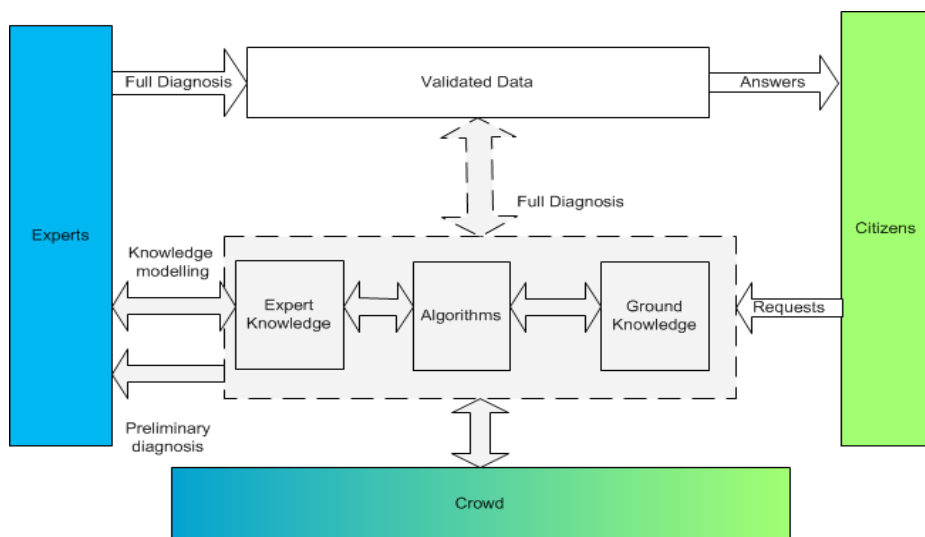 Full Diagnosis
Validated Data
Answers
Full Diagnosis
Experts
Citizens
Knowledge
modelling
Expert
Knowledge
Algorithms
Ground
Knowledge
Requests
Preliminary
diagnosis
Crowd